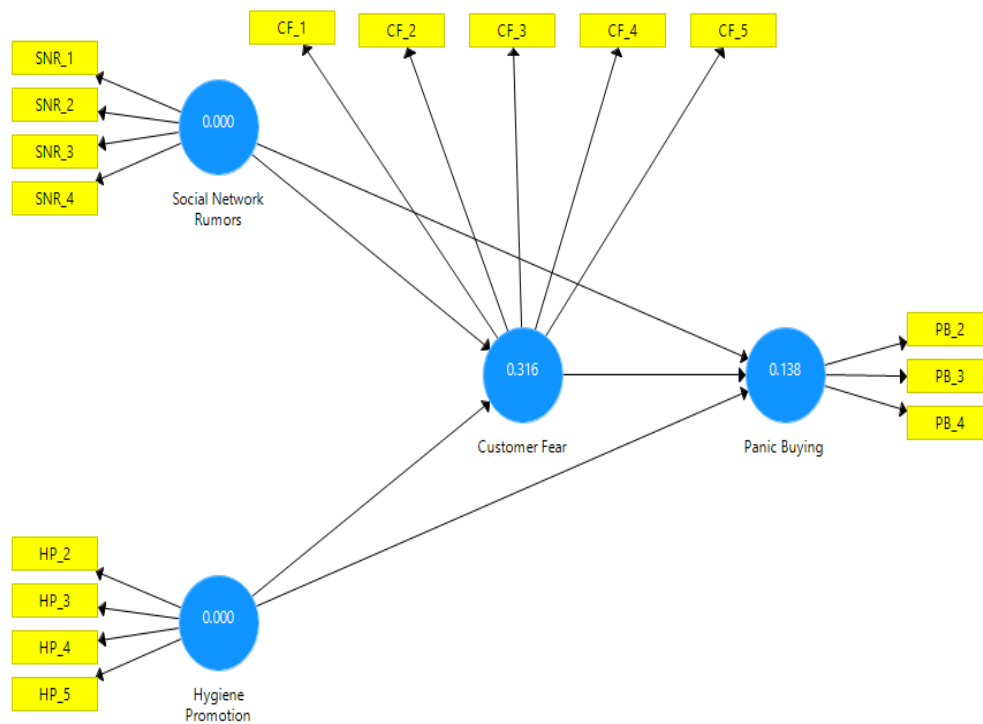 CF_1
CF_2
CF_3
CF_4
CF_5
SNR_1
SNR_2
SNR_3
SNR_4
0.000
Social Network
Rumors
0.316
Customer Fear
0.138
Panic Buying
PB_2
PB_3
PB_4
HP_2
HP_3
HP_4
HP_5
0.000
Hygiene
Promotion